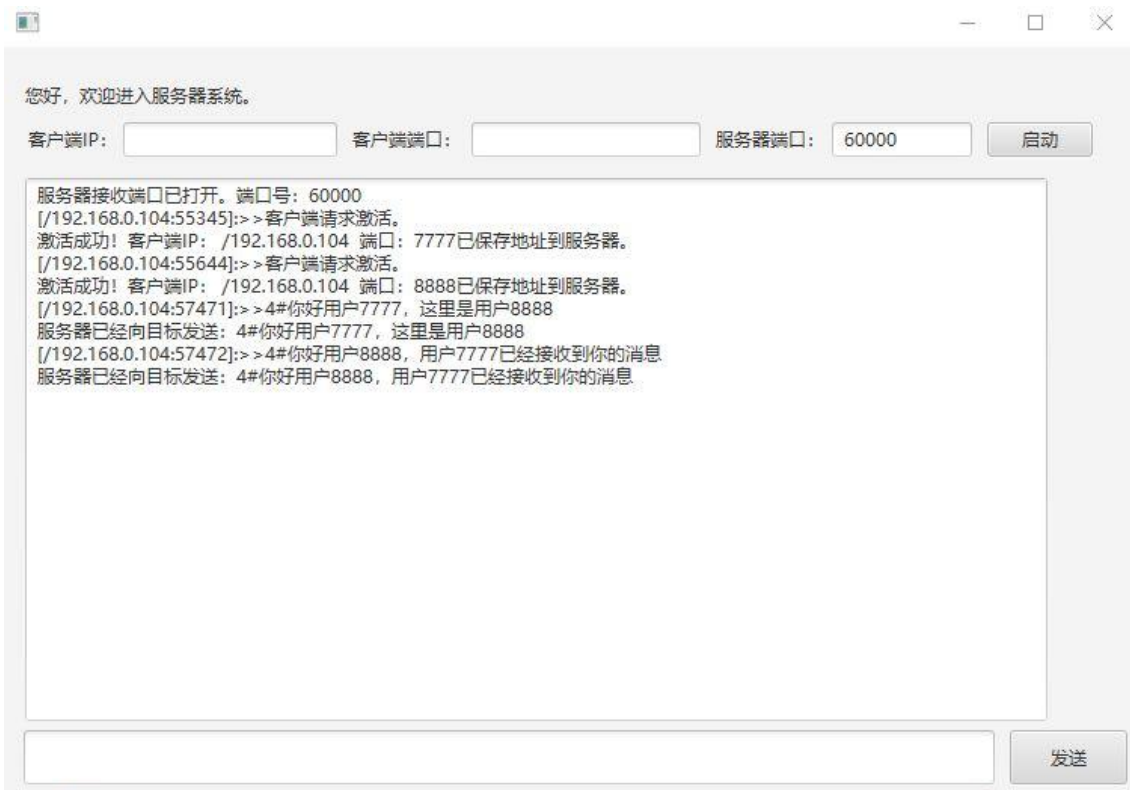 您好，欢迎进入服务器系统。
客户端IP： 客户端端口： 服务器端口： 60000 启动
服务器接收端口已打开。端口号：60000
[/192.168.0.104:55345]:>>客户端请求激活。
激活成功！客户端IP： /192.168.0.104 端口：7777已保存地址到服务器。
[/192.168.0.104:55644]:>>客户端请求激活。
激活成功！客户端IP： /192.168.0.104 端口：8888已保存地址到服务器。
[/192.168.0.104:57471]:>>4#你好用户7777，这里是用户8888
服务器已经向目标发送：4#你好用户7777，这里是用户8888
[/192.168.0.104:57472]:>>4#你好用户8888，用户7777已经接收到你的消息
服务器已经向目标发送：4#你好用户8888，用户7777已经接收到你的消息
发送